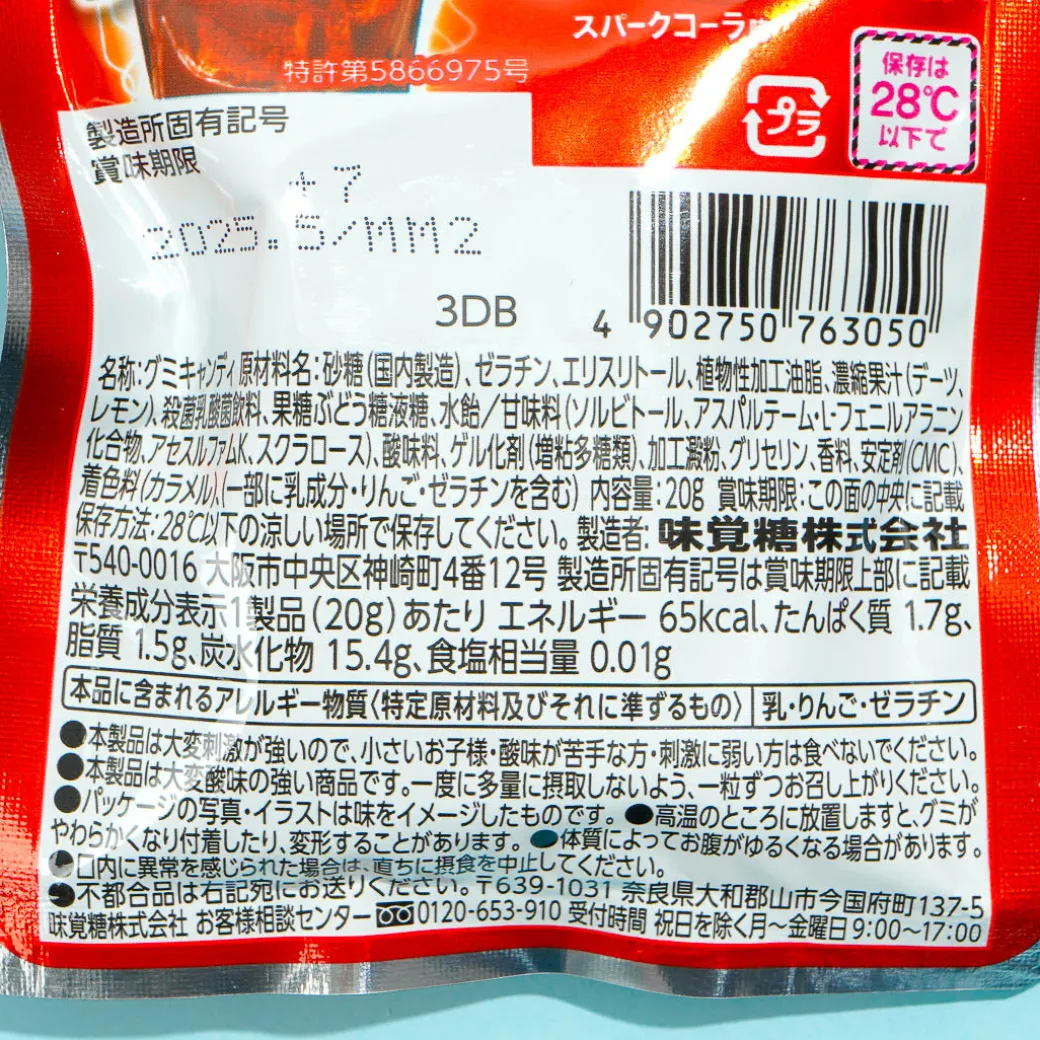 スパークコーラ味
特許第5866975号
保存は
28℃
以下で
プラ
製造所固有記号
賞味期限
+7
2025.5/MM2
3DB
4 902750 763050
名称:グミキャンディ 原材料名:砂糖(国内製造)、ゼラチン、エリスリトール、植物性加工油脂、濃縮果汁(デーツ、
レモン)、殺菌乳酸菌飲料、果糖ぶどう糖液糖、水飴/甘味料(ソルビトール、アスパルテーム・L-フェニルアラニン
化合物、アセスルファムK、スクラロース)、酸味料、ゲル化剤(増粘多糖類)、加工澱粉、グリセリン、香料、安定剤(CMC)、
着色料(カラメル)、(一部に乳成分・りんご・ゼラチンを含む) 内容量:20g 賞味期限:この面の中央に記載
保存方法:28℃以下の涼しい場所で保存してください。 製造者:味覚糖株式会社
〒540-0016 大阪市中央区神崎町4番12号 製造所固有記号は賞味期限上部に記載
栄養成分表示1製品(20g)あたり エネルギー 65kcal、たんぱく質 1.7g、
脂質 1.5g、炭水化物 15.4g、食塩相当量 0.01g
本品に含まれるアレルギー物質〈特定原材料及びそれに準ずるもの〉 乳・りんご・ゼラチン
●本製品は大変刺激が強いので、小さいお子様・酸味が苦手な方・刺激に弱い方は食べないでください。
●本製品は大変酸味の強い商品です。一度に多量に摂取しないよう、一粒ずつお召し上がりください。
●パッケージの写真・イラストは味をイメージしたものです。 ●高温のところに放置しますと、グミが
やわらかくなり付着したり、変形することがあります。 ●体質によってお腹がゆるくなる場合があります。
●口内に異常を感じられた場合は、直ちに摂食を中止してください。
●不都合品は右記宛にお送りください。〒639-1031 奈良県大和郡山市今国府町137-5
味覚糖株式会社 お客様相談センター 0120-653-910 受付時間 祝日を除く月~金曜日9:00~17:00